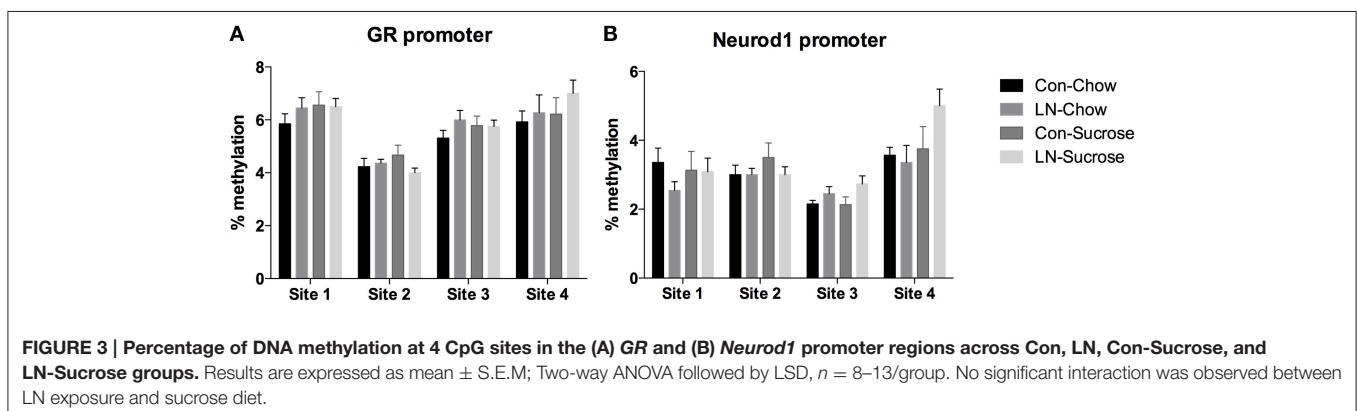 A
GR promoter
8
6
4
2
0
% methylation
Site 1 Site 2 Site 3 Site 4
B
Neurod1 promoter
6
4
2
0
% methylation
Site 1 Site 2 Site 3 Site 4
Con-Chow
LN-Chow
Con-Sucrose
LN-Sucrose
FIGURE 3 | Percentage of DNA methylation at 4 CpG sites in the (A) GR and (B) Neurod1 promoter regions across Con, LN, Con-Sucrose, and
LN-Sucrose groups. Results are expressed as mean ± S.E.M; Two-way ANOVA followed by LSD, n = 8–13/group. No significant interaction was observed between
LN exposure and sucrose diet.